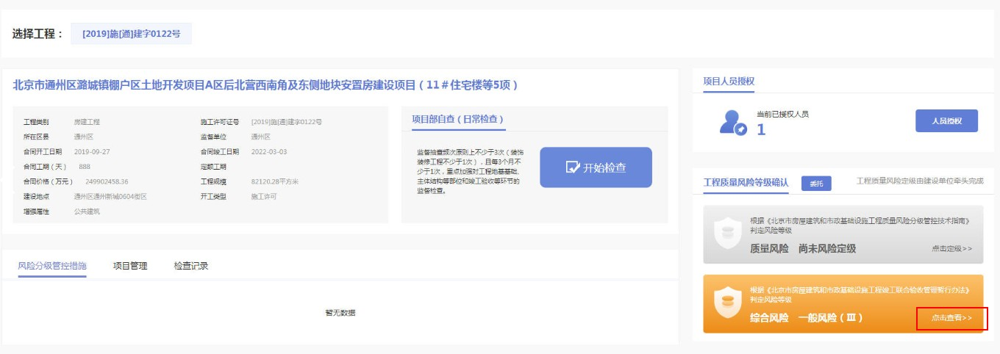 选择工程：
[2019]施[通]建字0122号
北京市通州区潞城镇棚户区土地开发项目A区后北营西南角及东侧地块安置房建设项目（11＃住宅楼等5项）
工程类别 房建工程 施工许可证号 [2019]施[通]建字0122号
所在区县 通州区 监督单位 通州区
合同开工日期 2019-09-27 合同竣工日期 2022-03-03
合同工期（天） 888 定额工期
合同价格（万元） 249902458.36 工程规模 82120.28平方米
建设地点 通州区通州新城0604街区 开工类型 施工许可
增强属性 公共建筑
项目部自查（日常检查）
监督抽查频次原则上不少于3次（装饰
装修工程不少于1次），且每3个月不
少于1次，重点加强对工程地基基础、
主体结构等部位和竣工验收等环节的
监督检查。
开始检查
风险分级管控措施 项目管理 检查记录
暂无数据
项目人员授权
当前已授权人员
1
人员授权
工程质量风险等级确认 委托 工程质量风险定级由建设单位牵头完成
根据《北京市房屋建筑和市政基础设施工程质量风险分级管控技术指南》
判定风险等级
质量风险 尚未风险定级 点击定级>>
根据《北京市房屋建筑和市政基础设施工程竣工联合验收管理暂行办法》
判定风险等级
综合风险 一般风险（Ⅲ） 点击查看>>